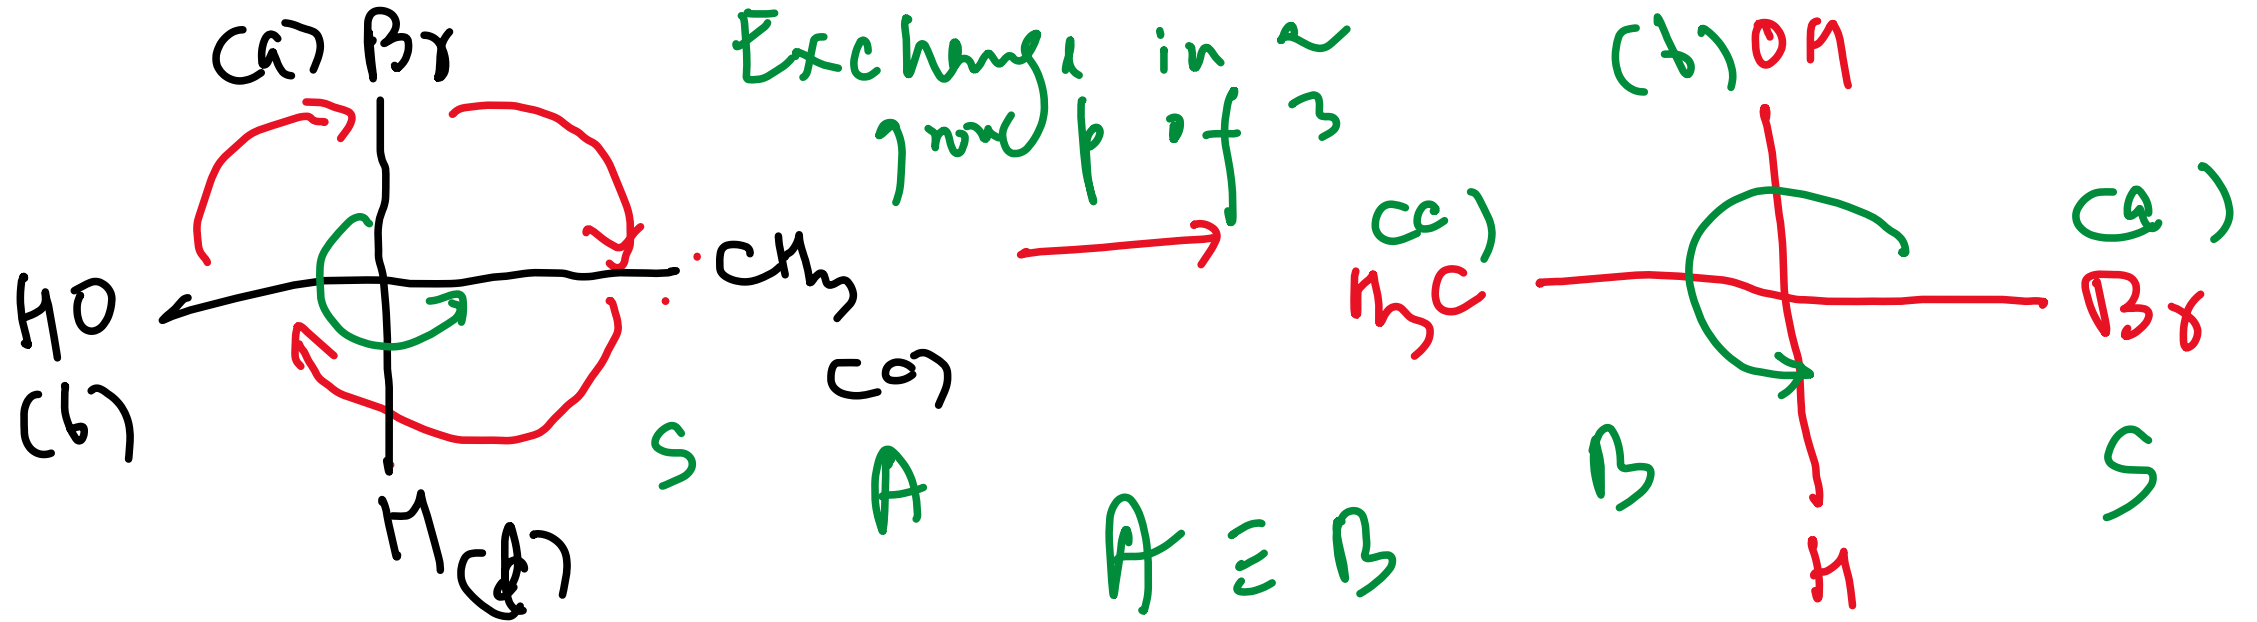 (a) Br
Exchange in a
group of 3
(b) OH
(a)
Br
(c)
H3C
CH3
(c)
HO
(b)
S
A
B
S
A ≡ B
H
(d)
H